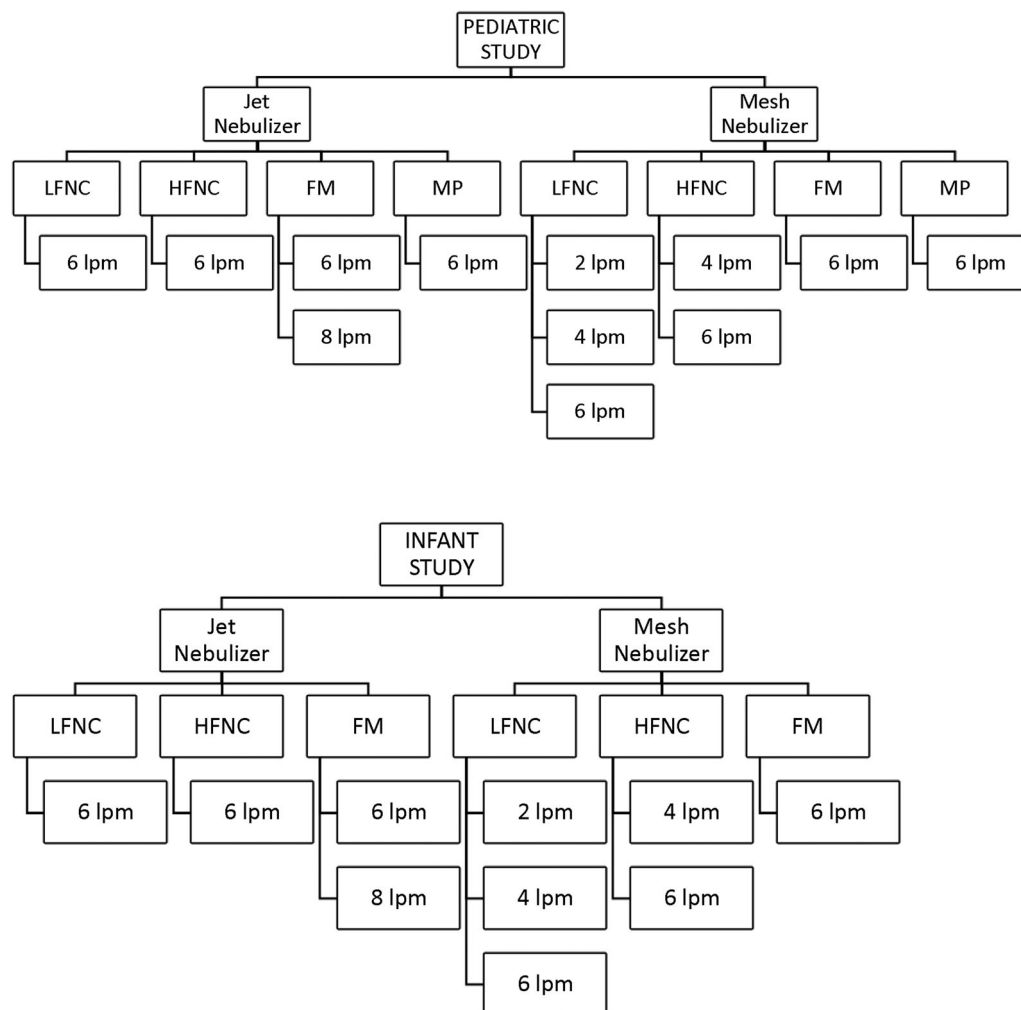 PEDIATRIC
STUDY
Jet
Nebulizer
Mesh
Nebulizer
LFNC
HFNC
FM
MP
LFNC
HFNC
FM
MP
6 lpm
6 lpm
6 lpm
6 lpm
2 lpm
4 lpm
6 lpm
6 lpm
8 lpm
4 lpm
6 lpm
6 lpm
INFANT
STUDY
Jet
Nebulizer
Mesh
Nebulizer
LFNC
HFNC
FM
LFNC
HFNC
FM
6 lpm
6 lpm
6 lpm
2 lpm
4 lpm
6 lpm
8 lpm
4 lpm
6 lpm
6 lpm